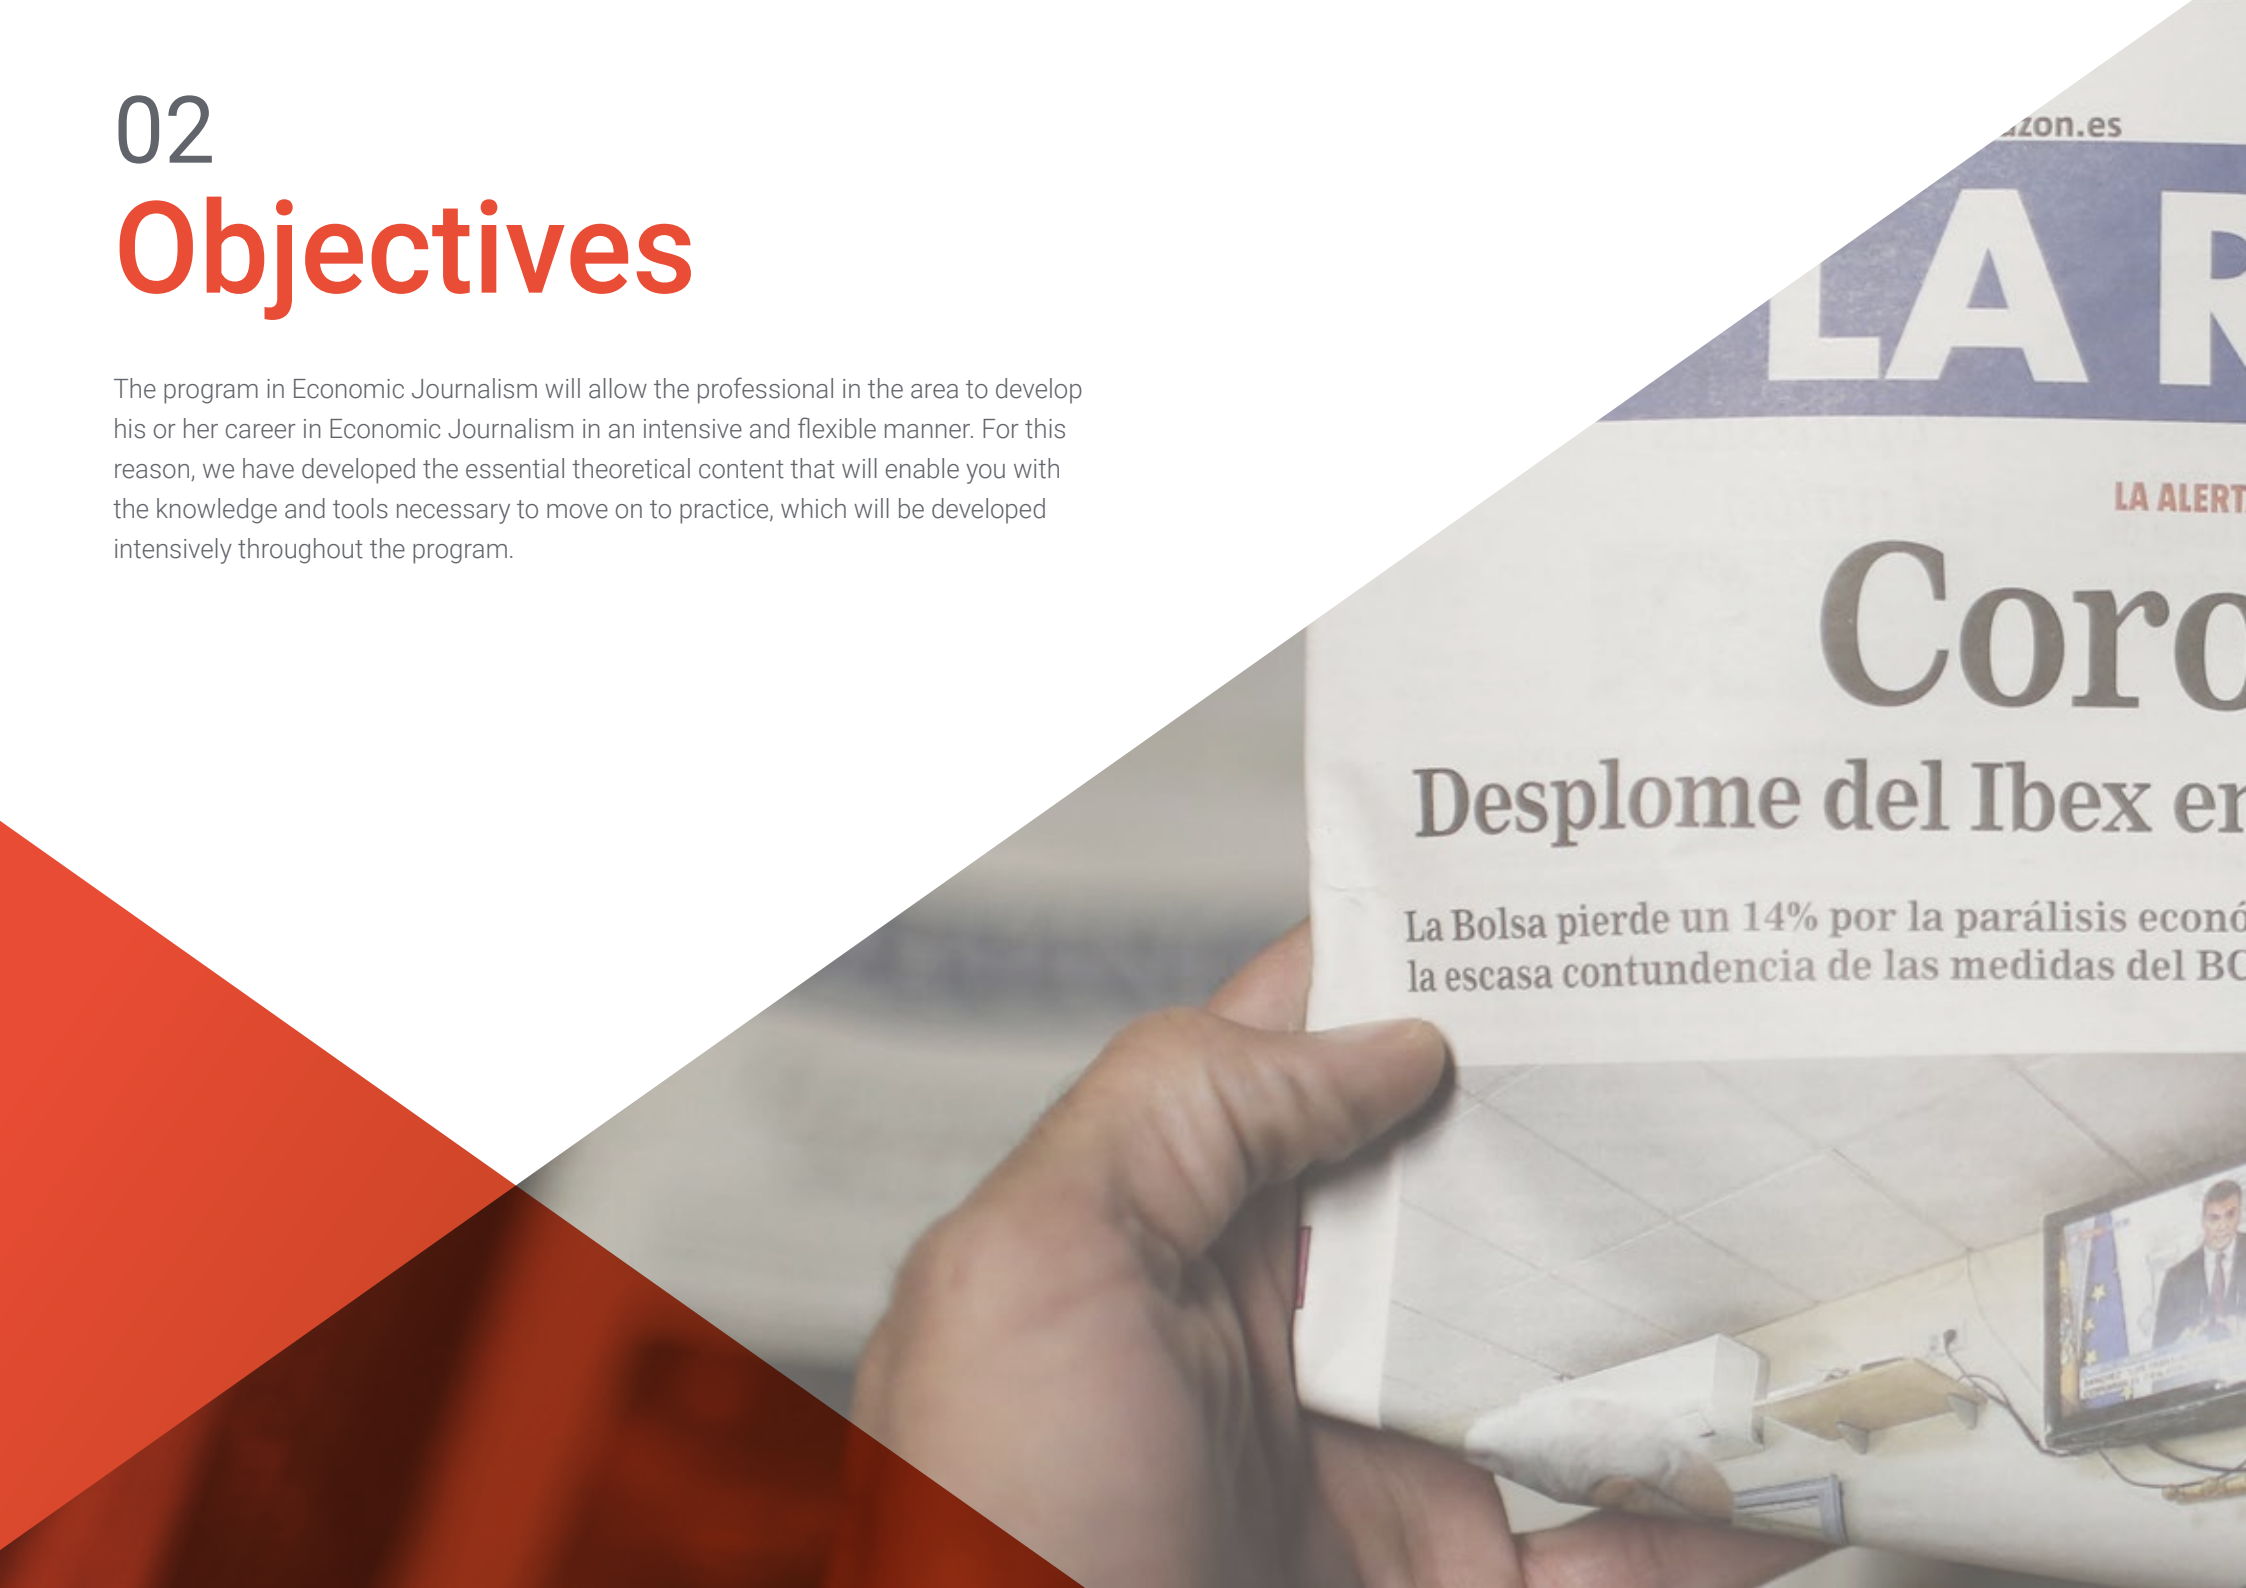 02
Objectives
The program in Economic Journalism will allow the professional in the area to develop
his or her career in Economic Journalism in an intensive and flexible manner. For this
reason, we have developed the essential theoretical content that will enable you with
the knowledge and tools necessary to move on to practice, which will be developed
intensively throughout the program.
zon.es
LA R
LA ALERT
Coro
Desplome del Ibex en
La Bolsa pierde un 14% por la parálisis econó
la escasa contundencia de las medidas del BC